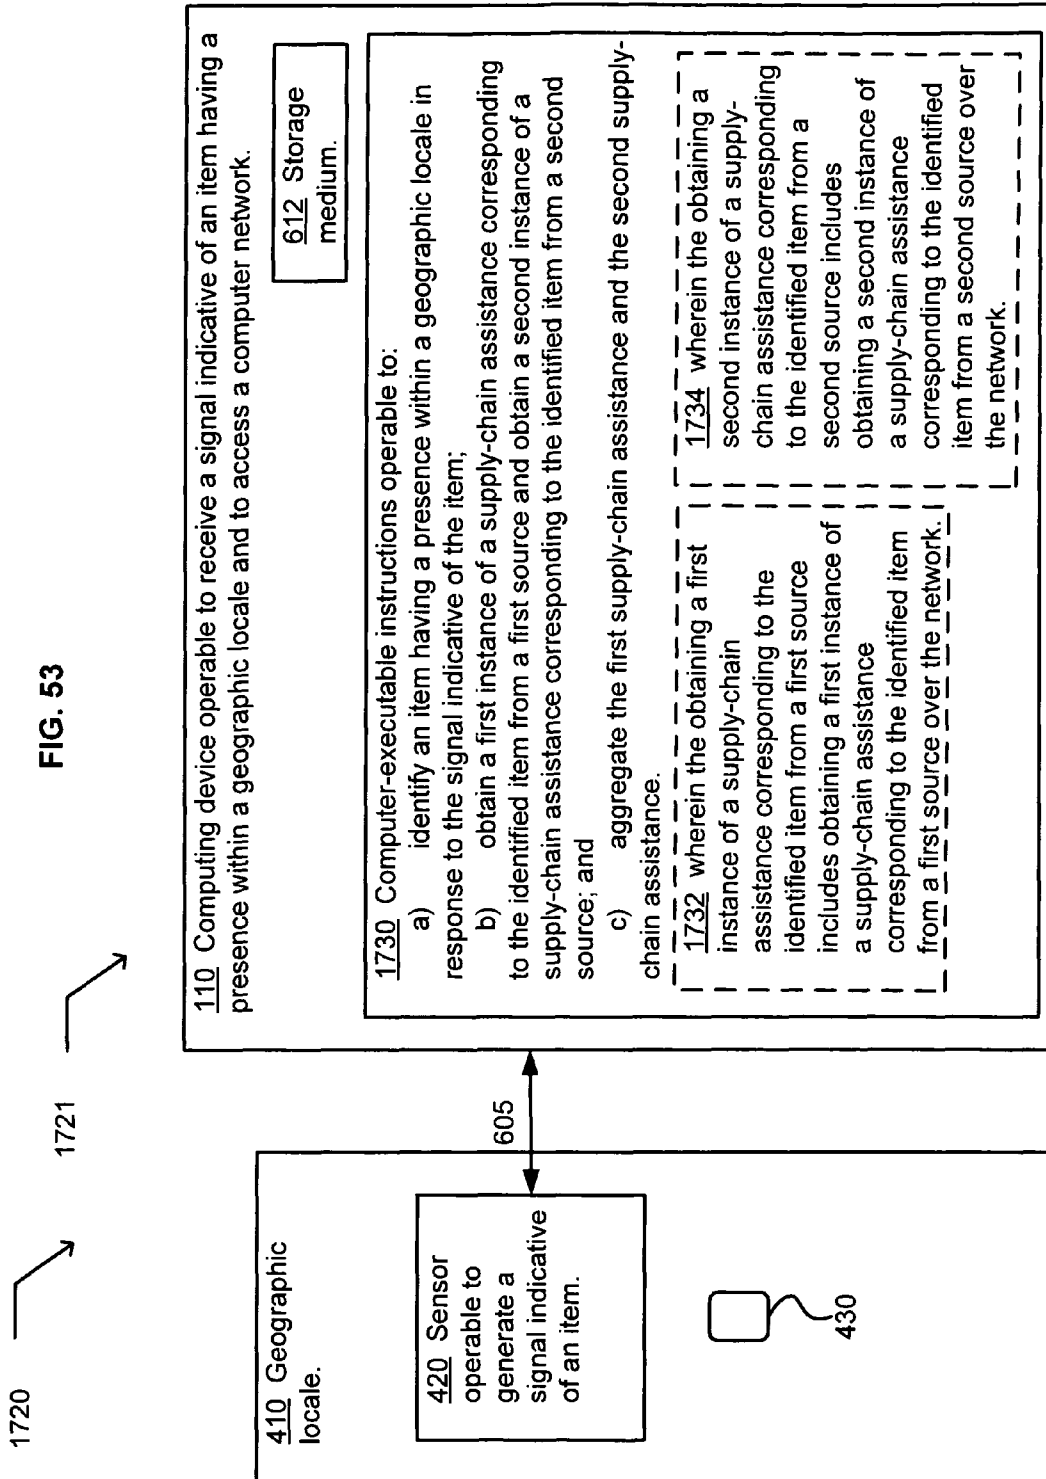 FIG. 53
1720
1721
410 Geographic
locale.
420 Sensor
operable to
generate a
signal indicative
of an item.
430
605
110 Computing device operable to receive a signal indicative of an item having a
presence within a geographic locale and to access a computer network.
612 Storage
medium.
1730 Computer-executable instructions operable to:
a) identify an item having a presence within a geographic locale in
response to the signal indicative of the item;
b) obtain a first instance of a supply-chain assistance corresponding
to the identified item from a first source and obtain a second instance of a
supply-chain assistance corresponding to the identified item from a second
source; and
c) aggregate the first supply-chain assistance and the second supply-
chain assistance.
1732 wherein the obtaining a first
instance of a supply-chain
assistance corresponding to the
identified item from a first source
includes obtaining a first instance of
a supply-chain assistance
corresponding to the identified item
from a first source over the network.
1734 wherein the obtaining a
second instance of a supply-
chain assistance corresponding
to the identified item from a
second source includes
obtaining a second instance of
a supply-chain assistance
corresponding to the identified
item from a second source over
the network.